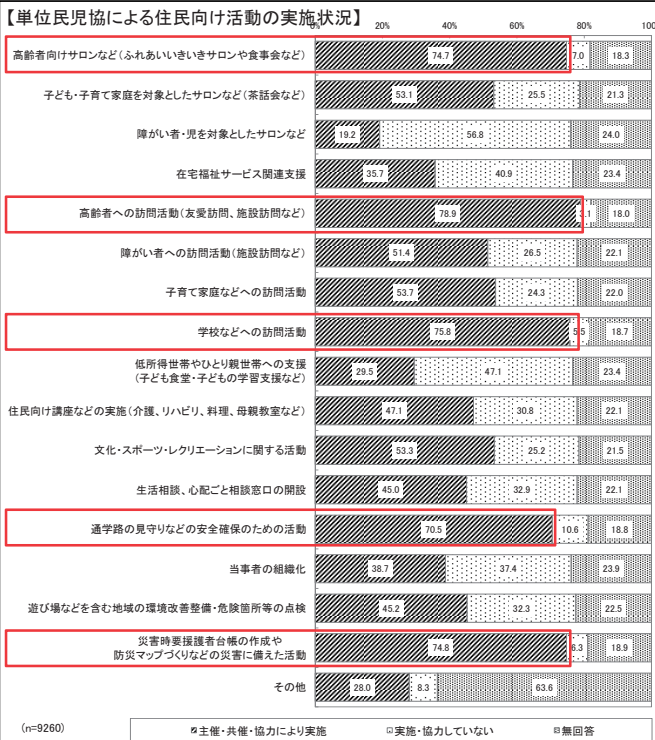 【単位民児協による住民向け活動の実施状況】
0% 20% 40% 60% 80% 100
高齢者向けサロンなど(ふれあいいきいきサロンや食事会など) 74.7 7.0 18.3
子ども・子育て家庭を対象としたサロンなど(茶話会など) 53.1 25.5 21.3
障がい者・児を対象としたサロンなど 19.2 56.8 24.0
在宅福祉サービス関連支援 35.7 40.9 23.4
高齢者への訪問活動(友愛訪問、施設訪問など) 78.9 3.1 18.0
障がい者への訪問活動(施設訪問など) 51.4 26.5 22.1
子育て家庭などへの訪問活動 53.7 24.3 22.0
学校などへの訪問活動 75.8 5.5 18.7
低所得世帯やひとり親世帯への支援
(子ども食堂・子どもの学習支援など) 29.5 47.1 23.4
住民向け講座などの実施(介護、リハビリ、料理、母親教室など) 47.1 30.8 22.1
文化・スポーツ・レクリエーションに関する活動 53.3 25.2 21.5
生活相談、心配ごと相談窓口の開設 45.0 32.9 22.1
通学路の見守りなどの安全確保のための活動 70.5 10.6 18.8
当事者の組織化 38.7 37.4 23.9
遊び場などを含む地域の環境改善整備・危険箇所等の点検 45.2 32.3 22.5
災害時要援護者台帳の作成や
防災マップづくりなどの災害に備えた活動 74.8 6.3 18.9
その他 28.0 8.3 63.6
(n=9260) 主催・共催・協力により実施 実施・協力していない 無回答